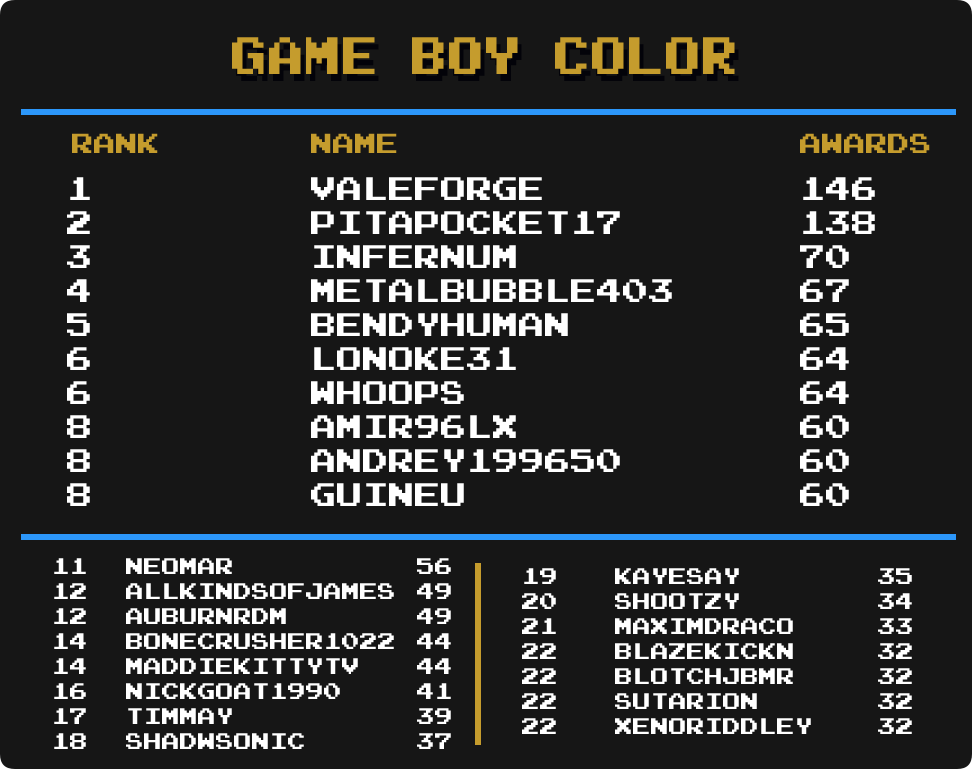 GAME BOY COLOR
RANK NAME AWARDS
1 VALEFORGE 146
2 PITAPOCKET17 138
3 INFERNUM 70
4 METALBUBBLE403 67
5 BENDYHUMAN 65
6 LONOKE31 64
6 WHOOPS 64
8 AMIR96LX 60
8 ANDREY199650 60
8 GUINEU 60
11 NEOMAR 56
12 ALLKINDSOFJAMES 49
12 AUBURNRDM 49
14 BONECRUSHER1022 44
14 MADDIEKITTYTV 44
16 NICKGOAT1990 41
17 TIMMAY 39
18 SHADWSONIC 37
19 KAYESAY 35
20 SHOOTZY 34
21 MAXIMDRACO 33
22 BLAZEKICKN 32
22 BLOTCHJBMR 32
22 SUTARION 32
22 XENORIDDLEY 32